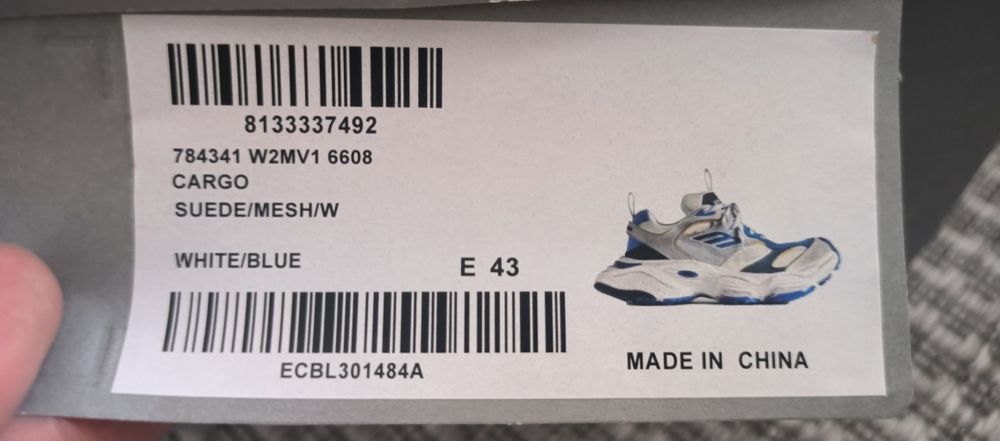 8133337492
784341 W2MV1 6608
CARGO
SUEDE/MESH/W
WHITE/BLUE
E 43
ECBL301484A
MADE IN CHINA